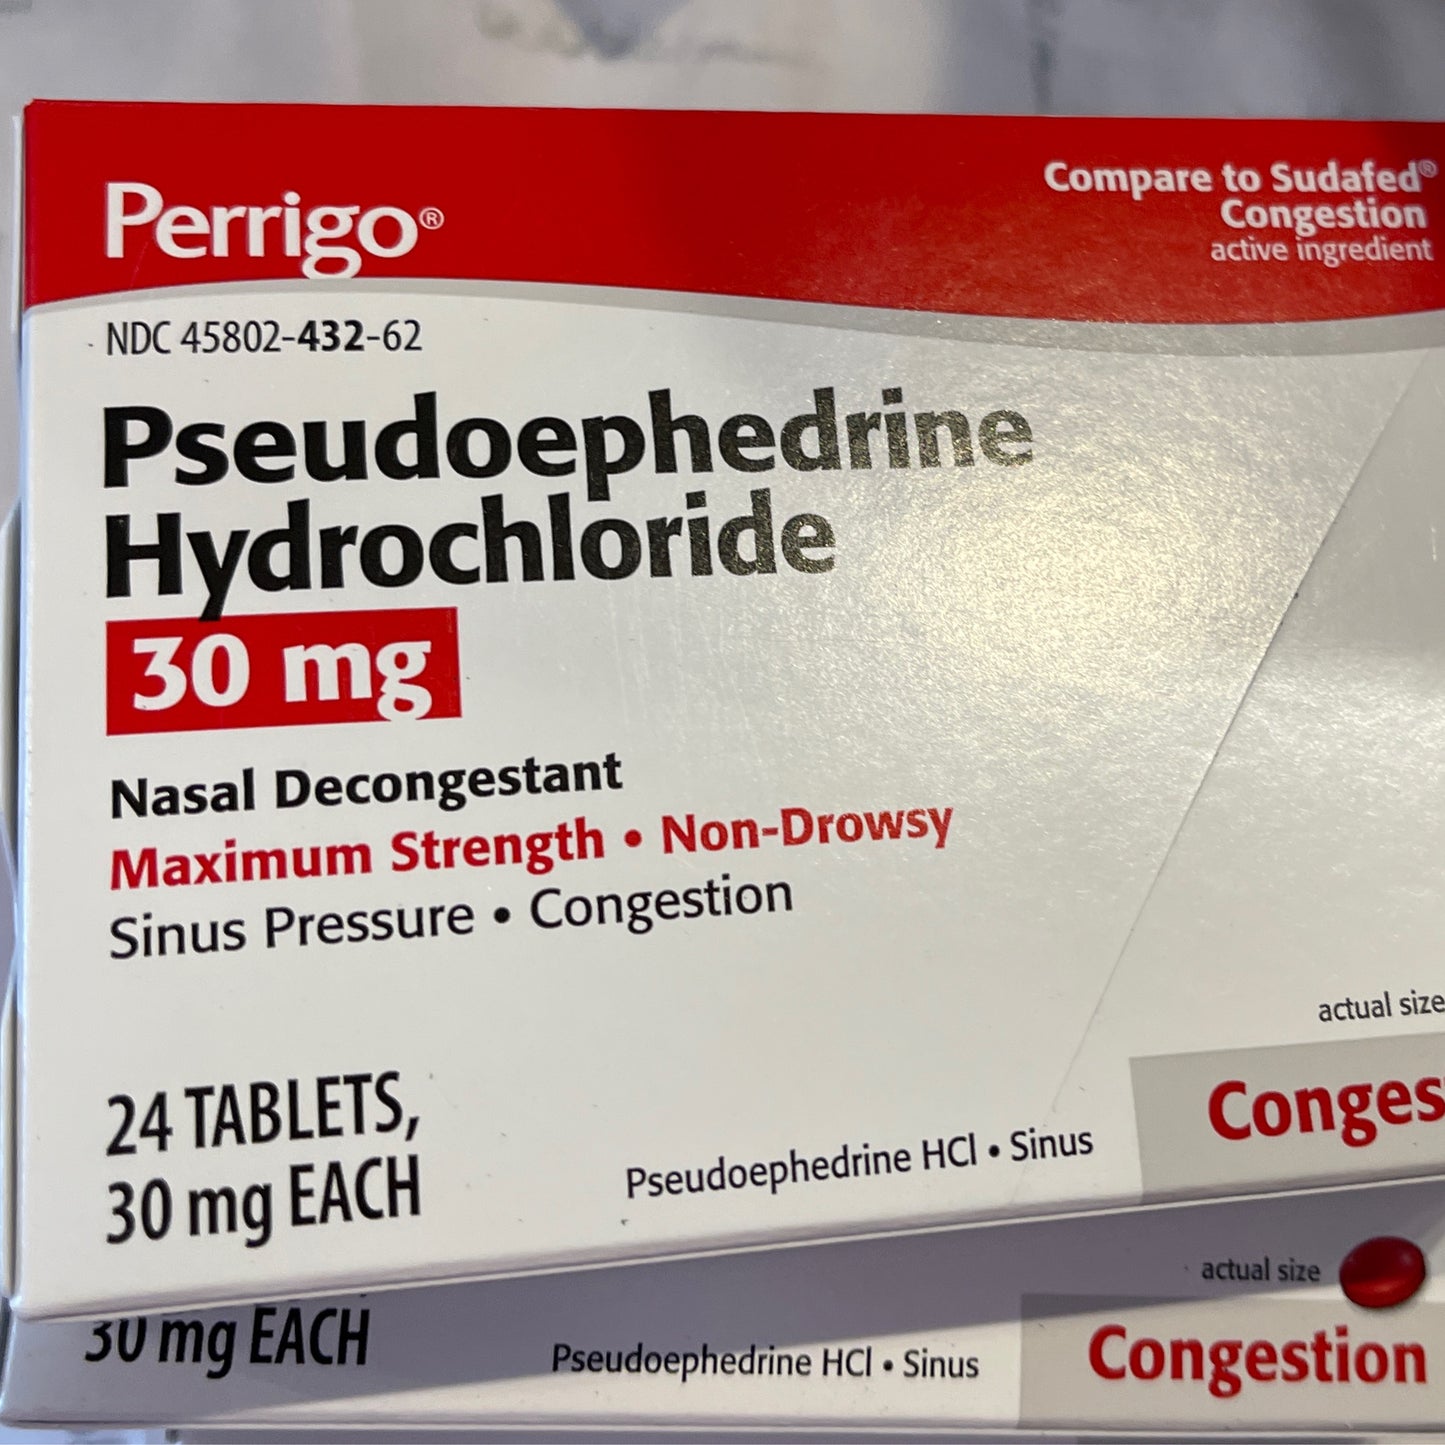 Perrigo®
Compare to Sudafed®
Congestion
active ingredient
NDC 45802-432-62
Pseudoephedrine
Hydrochloride
30 mg
Nasal Decongestant
Maximum Strength • Non-Drowsy
Sinus Pressure • Congestion
actual size
24 TABLETS,
30 mg EACH
Pseudoephedrine HCl • Sinus
Conges
actual size
30 mg EACH
Pseudoephedrine HCl • Sinus
Congestion